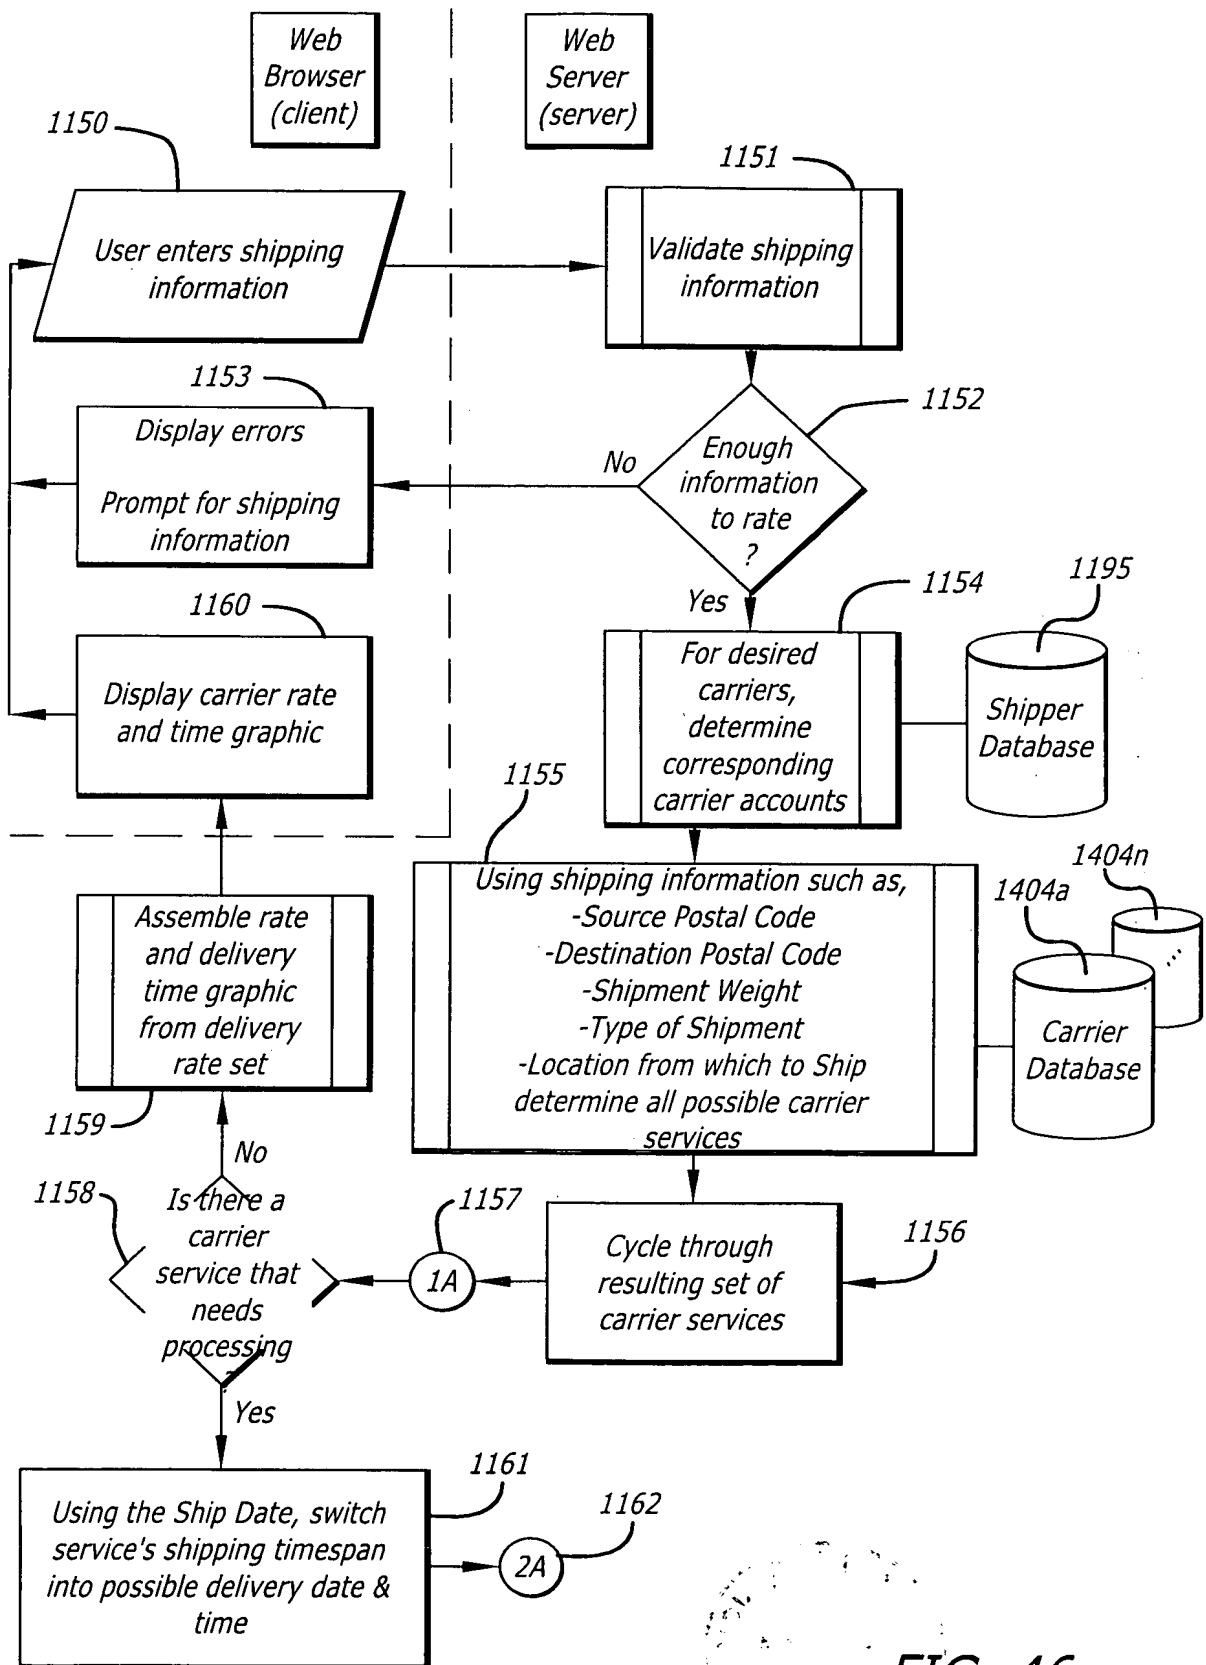 Web
Browser
(client)
Web
Server
(server)
1150
1151
User enters shipping
information
Validate shipping
information
1153
1152
Display errors
Prompt for shipping
information
No
Enough
information
to rate
?
1160
Yes
1154
1195
Display carrier rate
and time graphic
For desired
carriers,
determine
corresponding
carrier accounts
Shipper
Database
1155
1404n
1404a
Using shipping information such as,
-Source Postal Code
-Destination Postal Code
-Shipment Weight
-Type of Shipment
-Location from which to Ship
determine all possible carrier
services
...
Carrier
Database
Assemble rate
and delivery
time graphic
from delivery
rate set
1159
No
1158
Is there a
carrier
service that
needs
processing
?
1157
1A
Cycle through
resulting set of
carrier services
1156
Yes
1161
Using the Ship Date, switch
service's shipping timespan
into possible delivery date &
time
1162
2A
FIG. 46